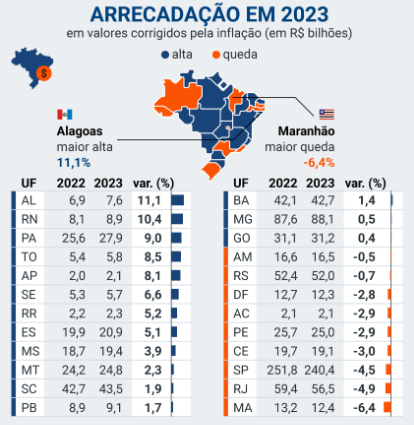 ARRECADAÇÃO EM 2023
em valores corrigidos pela inflação (em R$ bilhões)
alta queda
$
Alagoas
maior alta
11,1%
Maranhão
maior queda
-6,4%
UF 2022 2023 var. (%)
AL 6,9 7,6 11,1
RN 8,1 8,9 10,4
PA 25,6 27,9 9,0
TO 5,4 5,8 8,5
AP 2,0 2,1 8,1
SE 5,3 5,7 6,6
RR 2,2 2,3 5,2
ES 19,9 20,9 5,1
MS 18,7 19,4 3,9
MT 24,2 24,8 2,3
SC 42,7 43,5 1,9
PB 8,9 9,1 1,7
UF 2022 2023 var. (%)
BA 42,1 42,7 1,4
MG 87,6 88,1 0,5
GO 31,1 31,2 0,4
AM 16,6 16,5 -0,5
RS 52,4 52,0 -0,7
DF 12,7 12,3 -2,8
AC 2,1 2,1 -2,9
PE 25,7 25,0 -2,9
CE 19,7 19,1 -3,0
SP 251,8 240,4 -4,5
RJ 59,4 56,5 -4,9
MA 13,2 12,4 -6,4